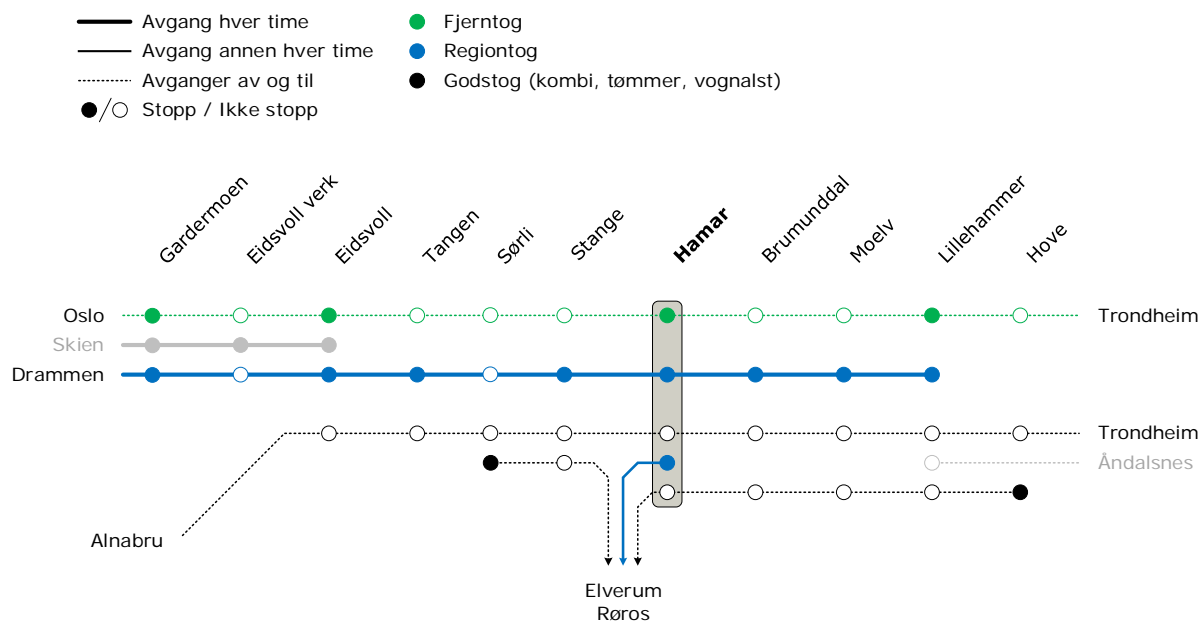 Avgang hver time
Fjerntog
Avgang annen hver time
Regiontog
Avganger av og til
Godstog (kombi, tømmer, vognalst)
/
Stopp / Ikke stopp
Gardermoen
Eidsvoll verk
Eidsvoll
Tangen
Sørli
Stange
Hamar
Brumunddal
Moelv
Lillehammer
Hove
Oslo
Trondheim
Skien
Drammen
Trondheim
Åndalsnes
Alnabru
Elverum
Røros